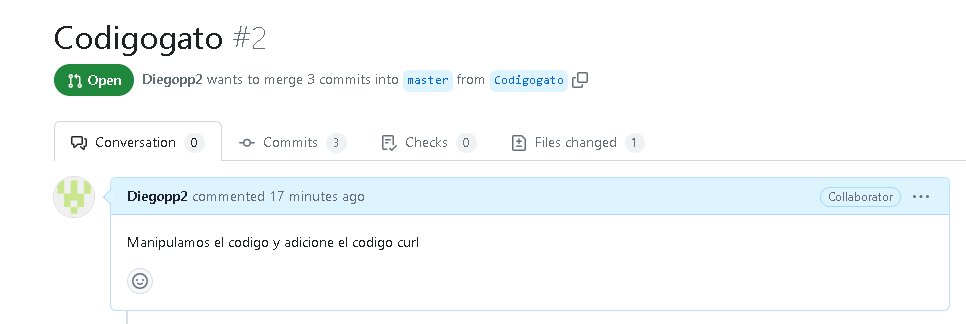 Codigogato #2
Open Diegopp2 wants to merge 3 commits into master from Codigogato
Conversation 0 Commits 3 Checks 0 Files changed 1
Diegopp2 commented 17 minutes ago Collaborator
Manipulamos el codigo y adicione el codigo curl